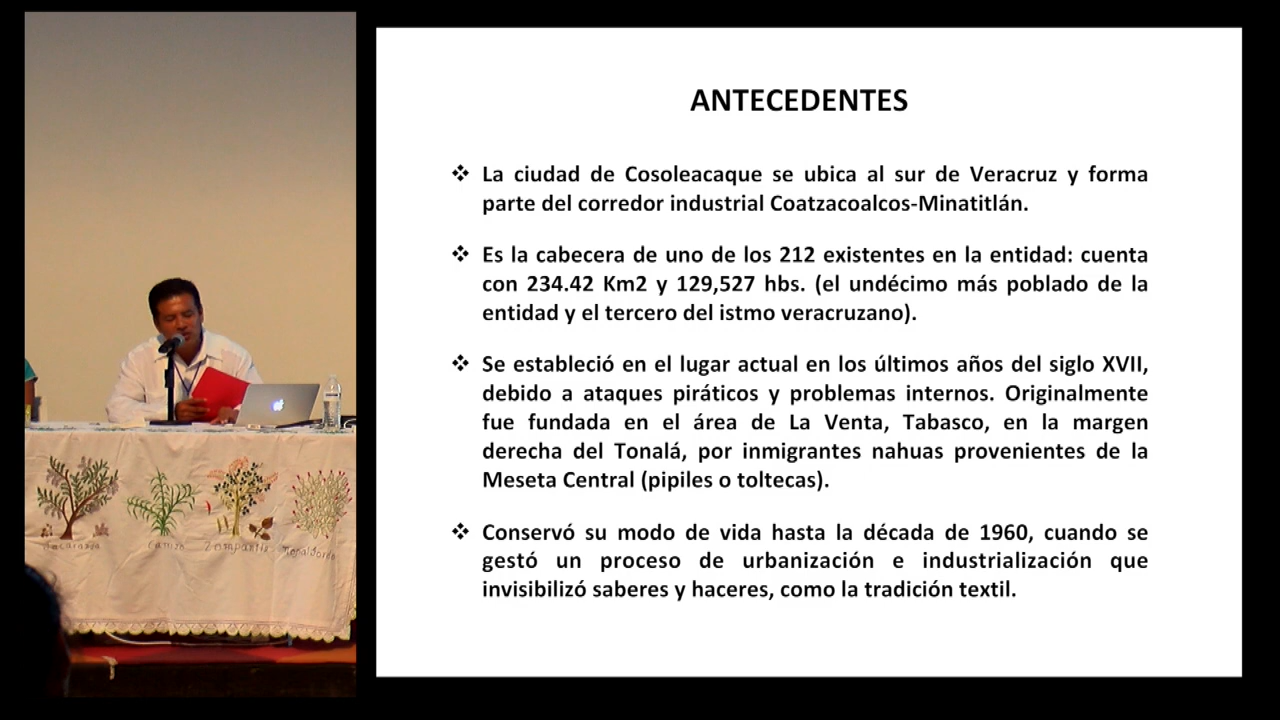 ANTECEDENTES
❖ La ciudad de Cosoleacaque se ubica al sur de Veracruz y forma
parte del corredor industrial Coatzacoalcos-Minatitlán.
❖ Es la cabecera de uno de los 212 existentes en la entidad: cuenta
con 234.42 Km2 y 129,527 hbs. (el undécimo más poblado de la
entidad y el tercero del istmo veracruzano).
❖ Se estableció en el lugar actual en los últimos años del siglo XVII,
debido a ataques piráticos y problemas internos. Originalmente
fue fundada en el área de La Venta, Tabasco, en la margen
derecha del Tonalá, por inmigrantes nahuas provenientes de la
Meseta Central (pipiles o toltecas).
❖ Conservó su modo de vida hasta la década de 1960, cuando se
gestó un proceso de urbanización e industrialización que
invisibilizó saberes y haceres, como la tradición textil.